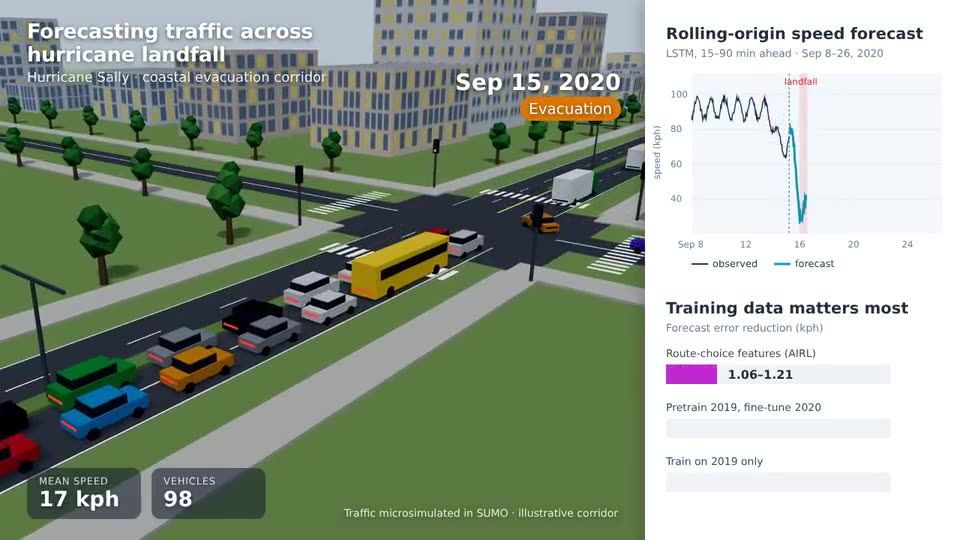 Forecasting traffic across
hurricane landfall
Hurricane Sally · coastal evacuation corridor
Sep 15, 2020
Evacuation
MEAN SPEED
17 kph
VEHICLES
98
Traffic microsimulated in SUMO · illustrative corridor
Rolling-origin speed forecast
LSTM, 15–90 min ahead · Sep 8–26, 2020
landfall
speed (kph)
100
80
60
40
Sep 8
12
16
20
24
observed
forecast
Training data matters most
Forecast error reduction (kph)
Route-choice features (AIRL)
1.06–1.21
Pretrain 2019, fine-tune 2020
Train on 2019 only